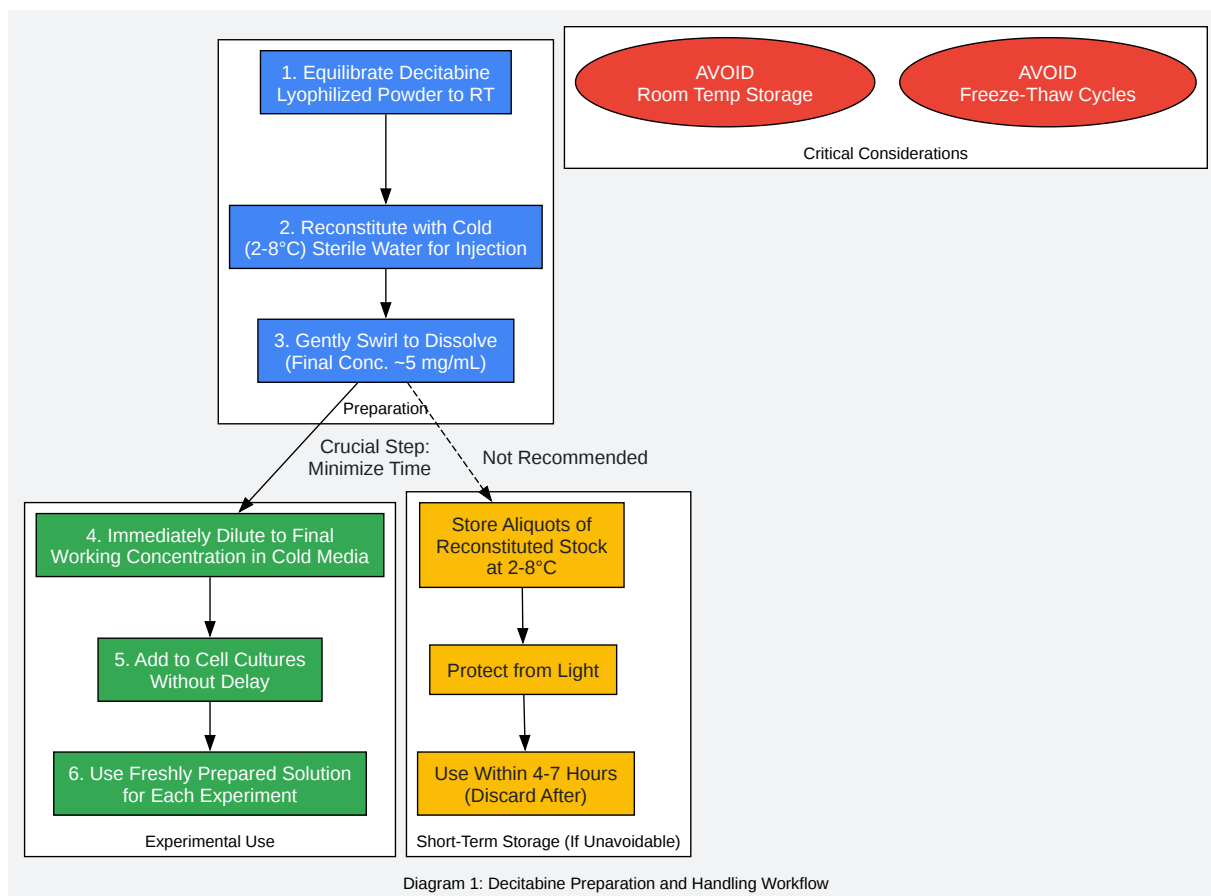 1. Equilibrate Decitabine
Lyophilized Powder to RT
2. Reconstitute with Cold
(2-8°C) Sterile Water for Injection
3. Gently Swirl to Dissolve
(Final Conc. ~5 mg/mL)
Preparation
AVOID
Room Temp Storage
AVOID
Freeze-Thaw Cycles
Critical Considerations
Crucial Step:
Minimize Time
Not Recommended
4. Immediately Dilute to Final
Working Concentration in Cold Media
5. Add to Cell Cultures
Without Delay
6. Use Freshly Prepared Solution
for Each Experiment
Experimental Use
Store Aliquots of
Reconstituted Stock
at 2-8°C
Protect from Light
Use Within 4-7 Hours
(Discard After)
Short-Term Storage (If Unavoidable)
Diagram 1: Decitabine Preparation and Handling Workflow